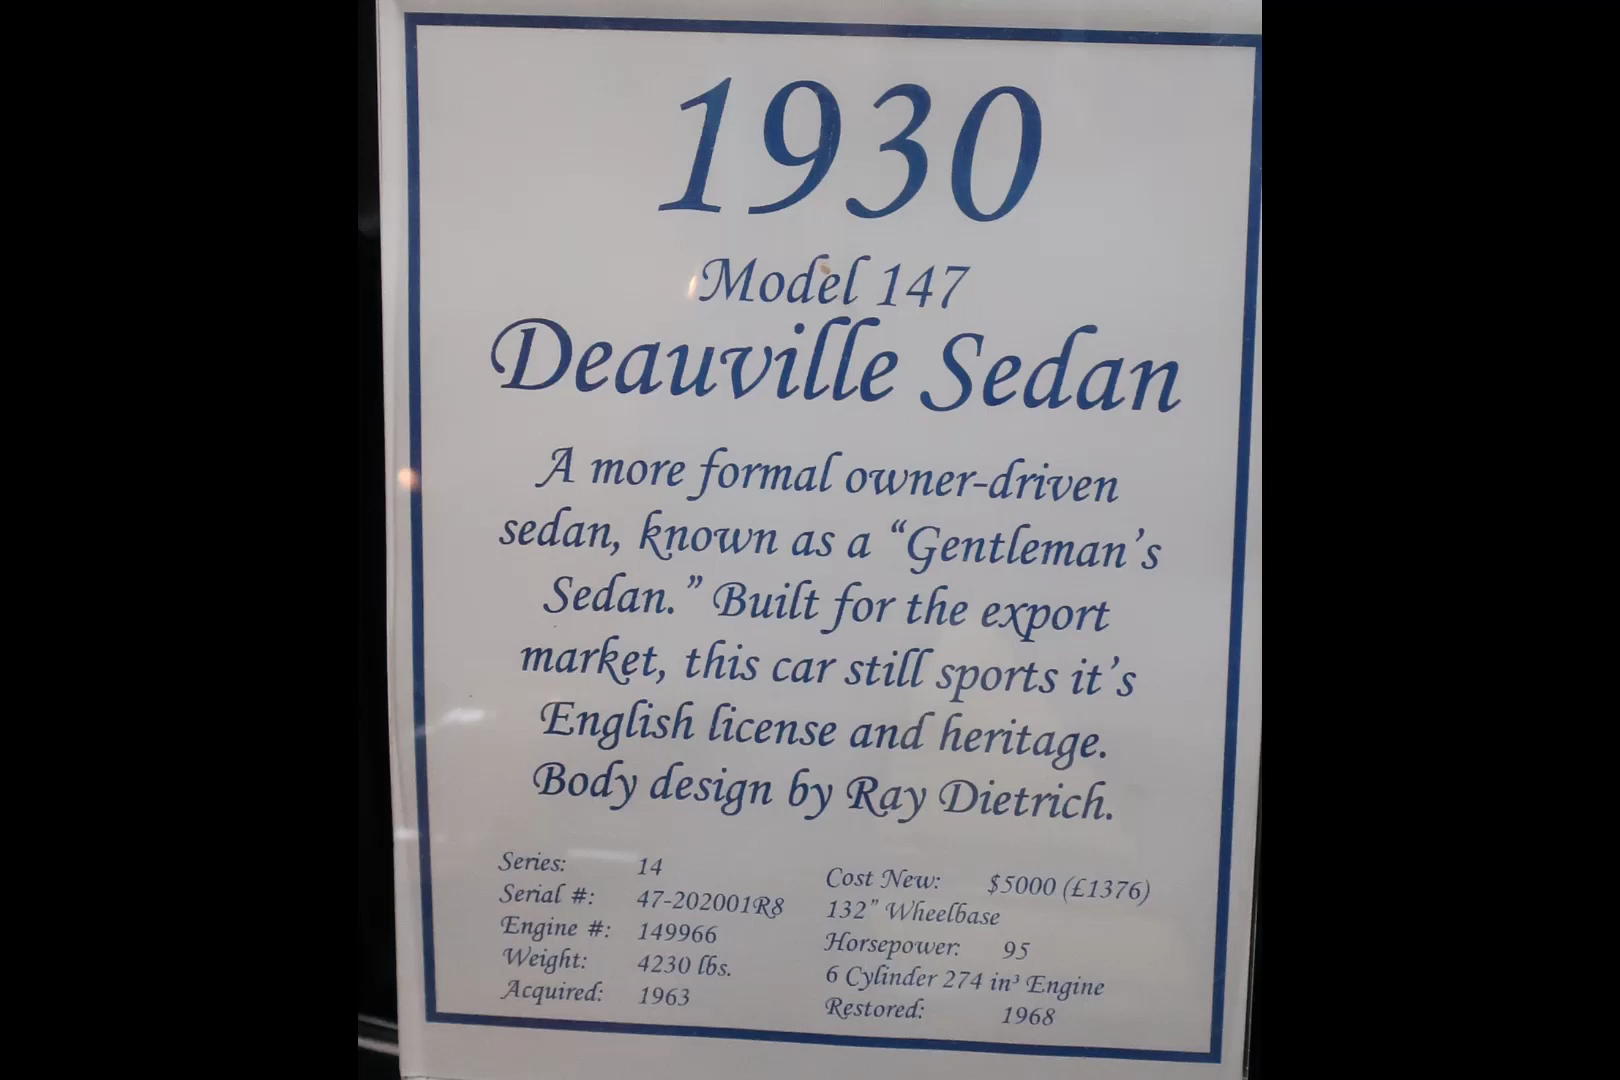 1930
Model 147
Deauville Sedan
A more formal owner-driven
sedan, known as a “Gentleman’s
Sedan.” Built for the export
market, this car still sports it’s
English license and heritage.
Body design by Ray Dietrich.
Series: 14
Serial #: 47-202001R8
Engine #: 149966
Weight: 4230 lbs.
Acquired: 1963
Cost New: $5000 (£1376)
132” Wheelbase
Horsepower: 95
6 Cylinder 274 in³ Engine
Restored: 1968